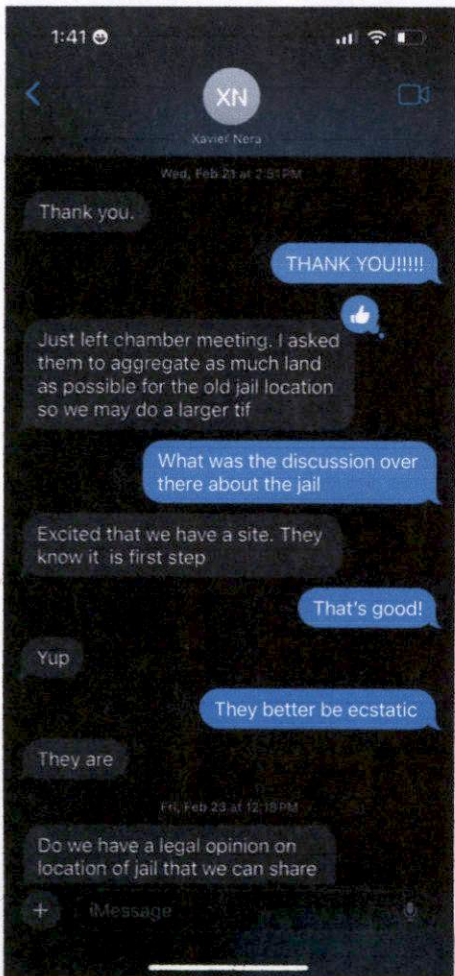 1:41
XN
Xavier Nera
Wed, Feb 21 at 2:51 PM
Thank you.
THANK YOU!!!!!
Just left chamber meeting. I asked
them to aggregate as much land
as possible for the old jail location
so we may do a larger tif
What was the discussion over
there about the jail
Excited that we have a site. They
know it is first step
That's good!
Yup
They better be ecstatic
They are
Fri, Feb 23 at 12:18 PM
Do we have a legal opinion on
location of jail that we can share
iMessage